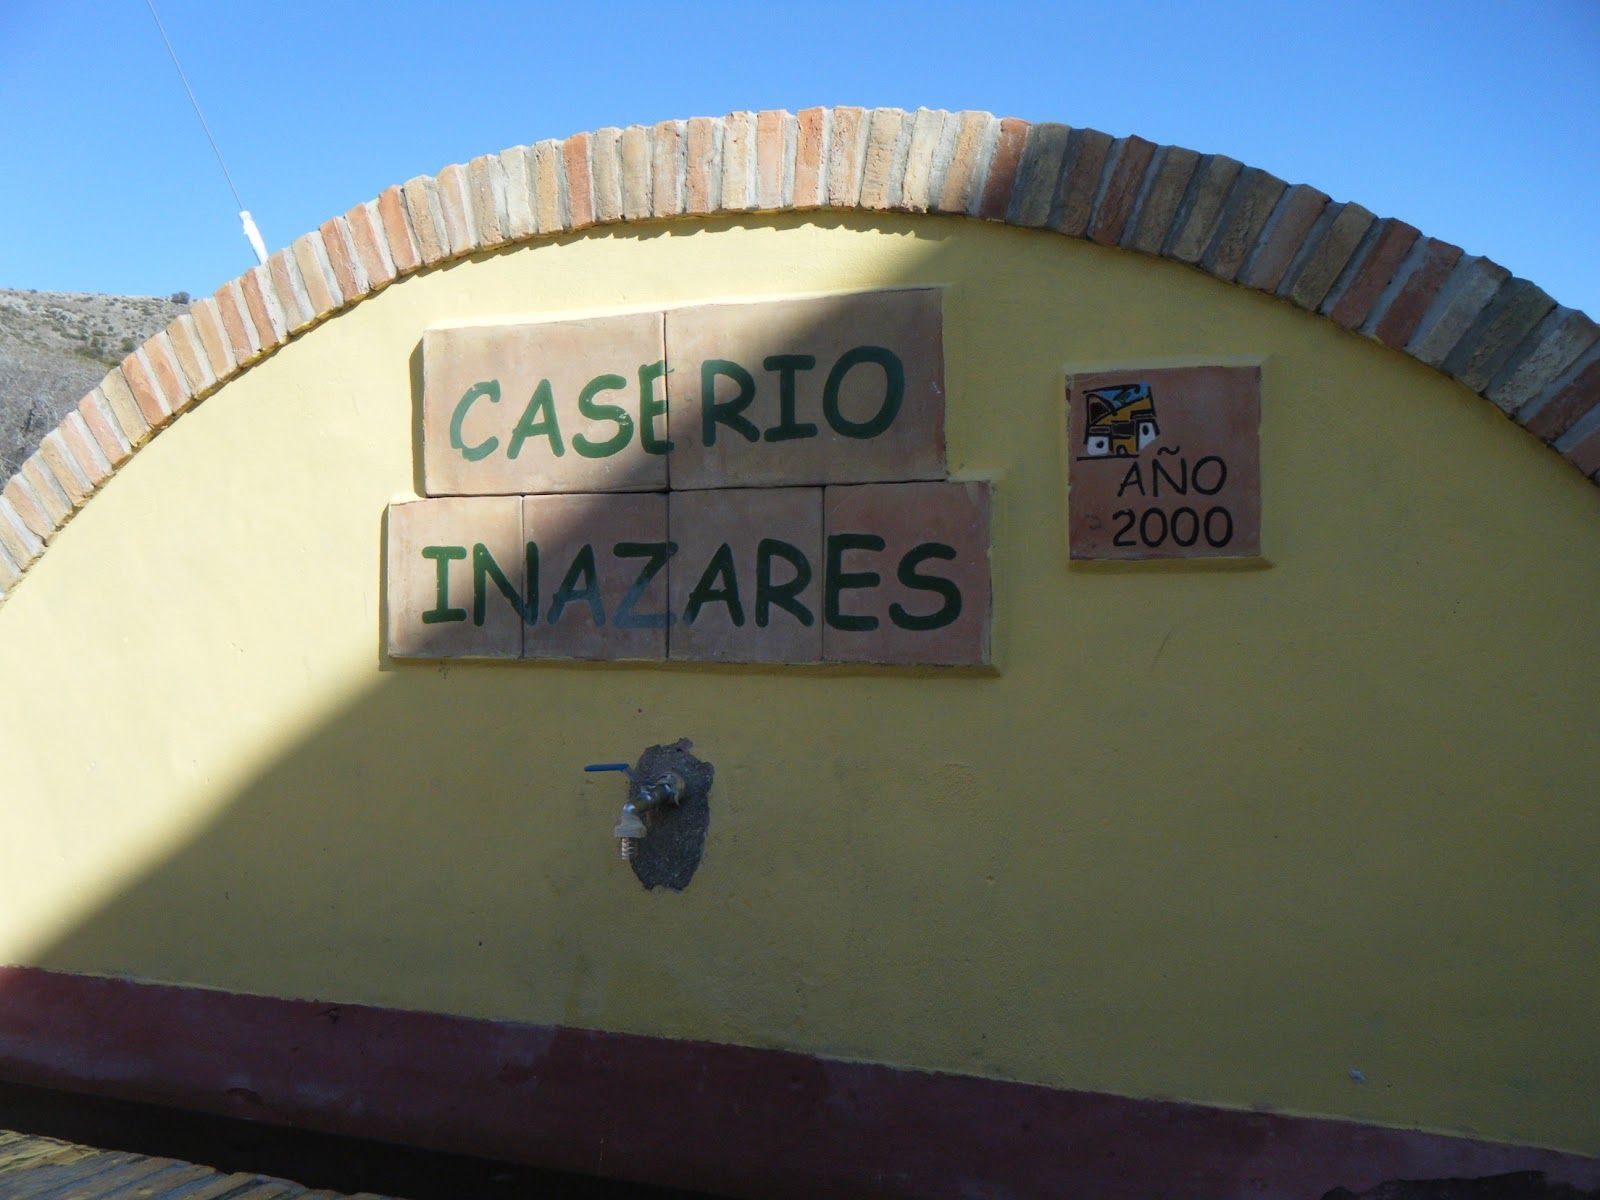 CASERIO
INAZARES
AÑO
2000